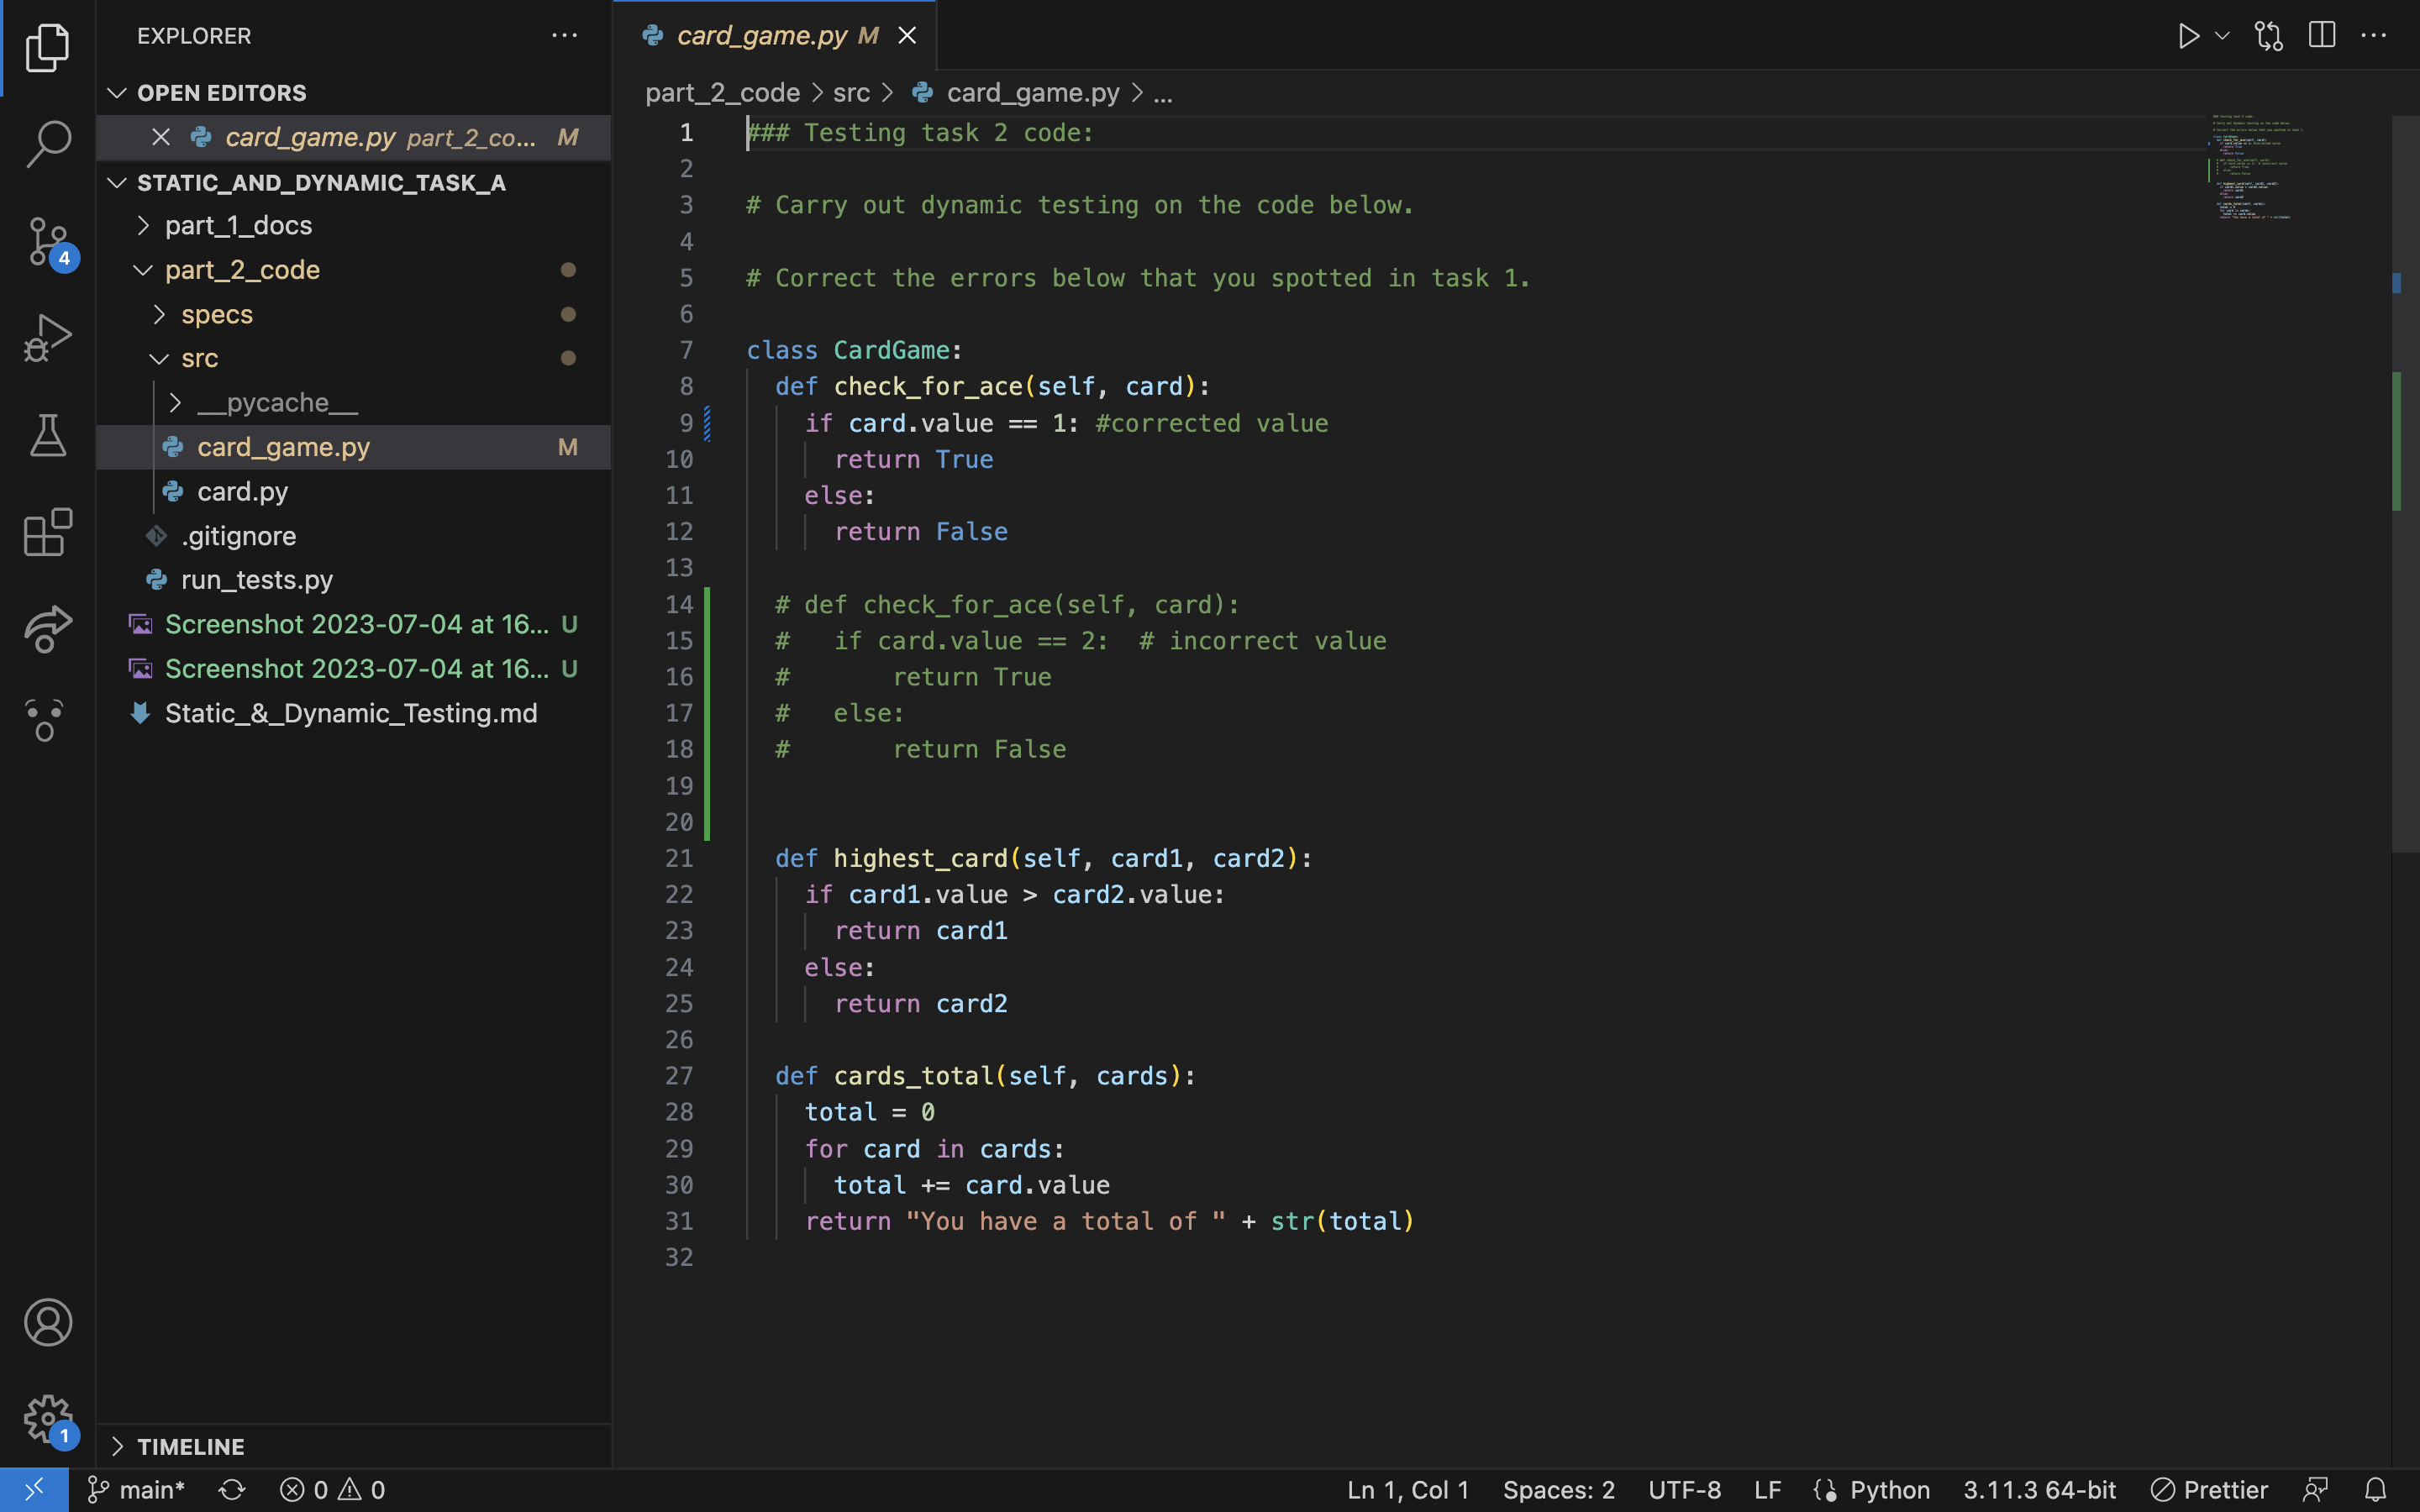 EXPLORER
OPEN EDITORS
card_game.py part_2_co... M
STATIC_AND_DYNAMIC_TASK_A
part_1_docs
part_2_code
specs
src
__pycache__
card_game.py M
card.py
.gitignore
run_tests.py
Screenshot 2023-07-04 at 16... U
Screenshot 2023-07-04 at 16... U
Static_&_Dynamic_Testing.md
TIMELINE
4
1
card_game.py M
part_2_code > src > card_game.py > ...
1 ### Testing task 2 code:
2
3 # Carry out dynamic testing on the code below.
4
5 # Correct the errors below that you spotted in task 1.
6
7 class CardGame:
8   def check_for_ace(self, card):
9     if card.value == 1: #corrected value
10       return True
11     else:
12       return False
13
14   # def check_for_ace(self, card):
15   #   if card.value == 2:  # incorrect value
16   #       return True
17   #   else:
18   #       return False
19
20
21   def highest_card(self, card1, card2):
22     if card1.value > card2.value:
23       return card1
24     else:
25       return card2
26
27   def cards_total(self, cards):
28     total = 0
29     for card in cards:
30       total += card.value
31     return "You have a total of " + str(total)
32
main* 0 0 Ln 1, Col 1 Spaces: 2 UTF-8 LF Python 3.11.3 64-bit Prettier